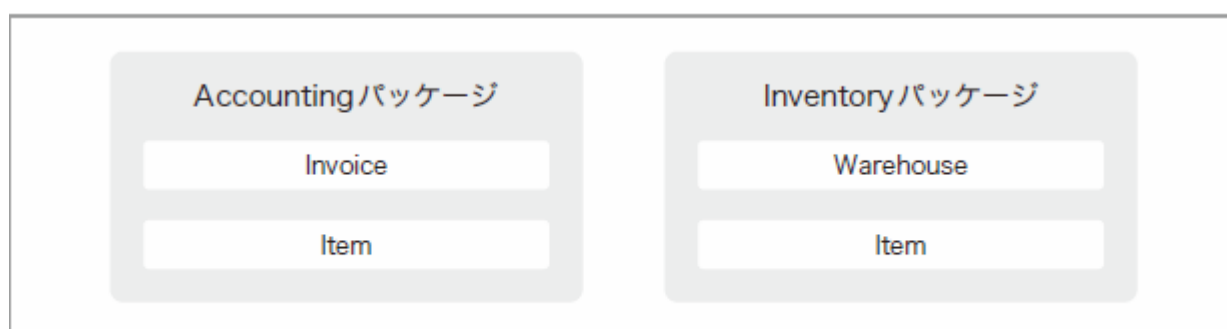 Accountingパッケージ
Invoice
Item
Inventoryパッケージ
Warehouse
Item